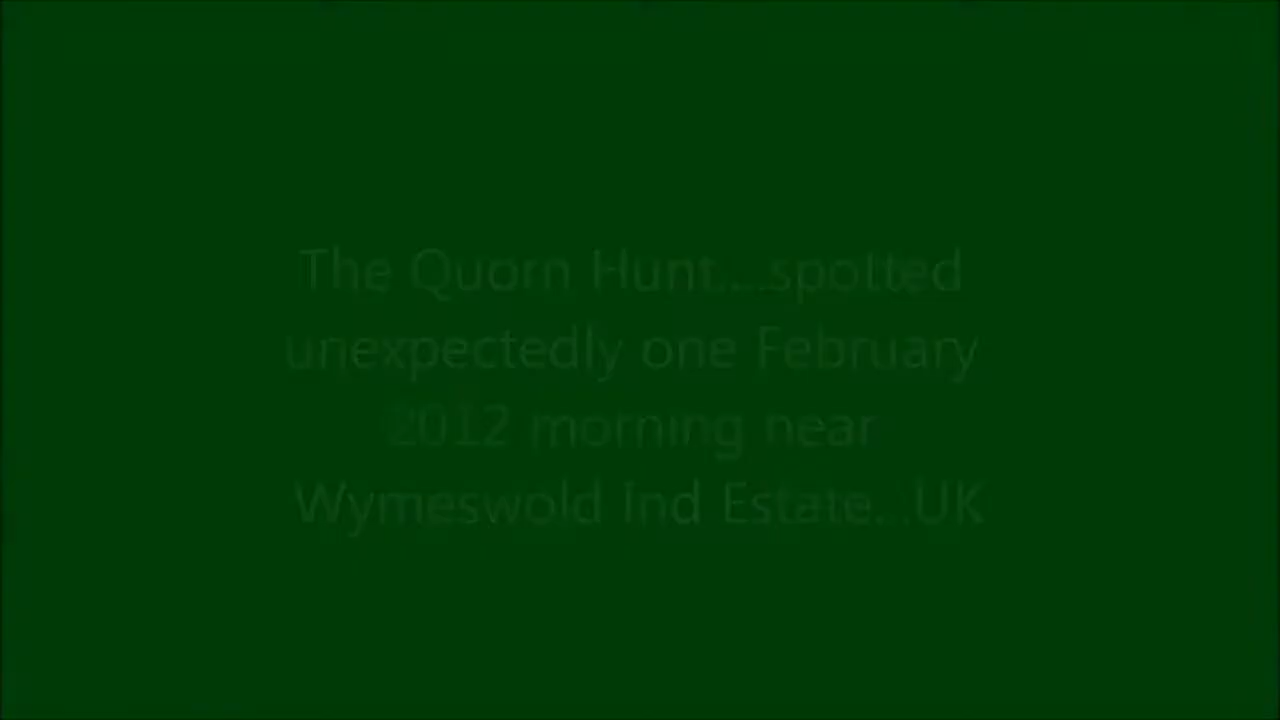 The Quorn Hunt....spotted
unexpectedly one February
2012 morning near
Wymeswold Ind Estate...UK